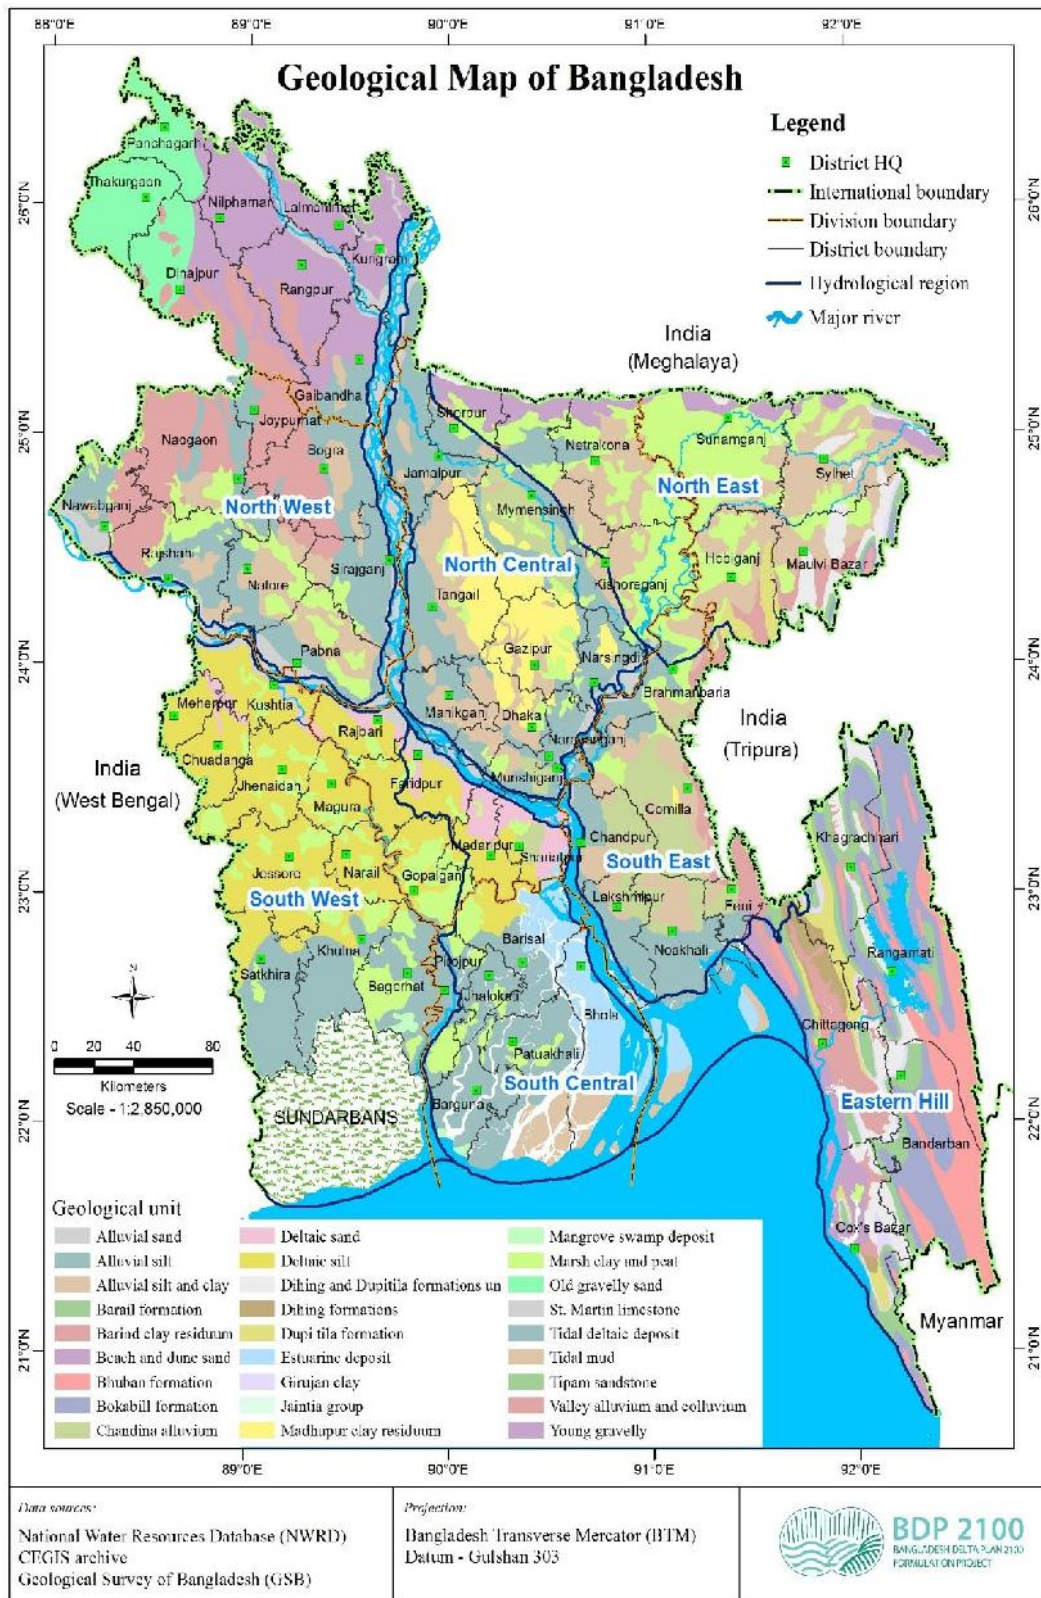 88°0'E 89°0'E 90°0'E 91°0'E 92°0'E
Geological Map of Bangladesh
Legend
District HQ
International boundary
Division boundary
District boundary
Hydrological region
Major river
26°0'N
25°0'N
24°0'N
23°0'N
22°0'N
21°0'N
26°0'N
25°0'N
24°0'N
23°0'N
22°0'N
21°0'N
Panchagarh
Thakurgaon
Nilphamari
Lalmonirhat
Kurigram
Dinajpur
Rangpur
India
(Meghalaya)
Gaibandha
Joypurhat
Sherpur
Naogaon
Bogra
Jamalpur
Netrakona
Sunamganj
Sylhet
North West
North East
Nawabganj
Mymensingh
Rajshahi
Natore
Sirajganj
North Central
Kishoreganj
Hobiganj
Maulvi Bazar
Tangail
Pabna
Gazipur
Narsingdi
Meherpur
Kushtia
Rajbari
Manikganj
Dhaka
Brahmanbaria
Narayanganj
Chuadanga
Jhenaidah
Faridpur
Munshiganj
India
(Tripura)
India
(West Bengal)
Magura
Comilla
Khagrachhari
Madaripur
Shariatpur
Chandpur
South East
Jessore
Narail
Gopalganj
South West
Lakshmipur
Feni
Noakhali
Rangamati
Khulna
Barisal
Satkhira
Bagerhat
Pirojpur
Jhalokati
Bhola
Chittagong
N
0 20 40 80
Kilometers
Scale - 1:2,850,000
Patuakhali
South Central
Barguna
SUNDARBANS
Eastern Hill
Bandarban
Cox's Bazar
Myanmar
Geological unit
Alluvial sand
Alluvial silt
Alluvial silt and clay
Barail formation
Barind clay residuum
Beach and dune sand
Bhuban formation
Bokabill formation
Chandina alluvium
Deltaic sand
Deltaic silt
Dihing and Dupitila formations un
Dihing formations
Dupi tila formation
Estuarine deposit
Girujan clay
Jaintia group
Madhupur clay residuum
Mangrove swamp deposit
Marsh clay and peat
Old gravelly sand
St. Martin limestone
Tidal deltaic deposit
Tidal mud
Tipam sandstone
Valley alluvium and colluvium
Young gravelly
89°0'E 90°0'E 91°0'E 92°0'E
Data sources:
National Water Resources Database (NWRD)
CEGIS archive
Geological Survey of Bangladesh (GSB)
Projection:
Bangladesh Transverse Mercator (BTM)
Datum - Gulshan 303
BDP 2100
BANGLADESH DELTA PLAN 2100
FORMULATION PROJECT